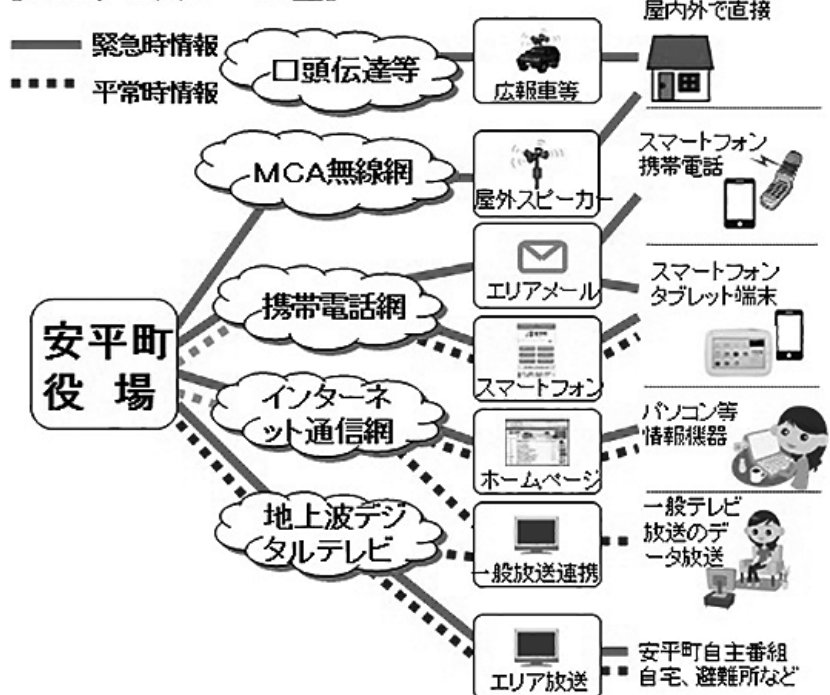 屋内外で直接
緊急時情報
平常時情報
口頭伝達等
広報車等
MCA無線網
屋外スピーカー
スマートフォン
携帯電話
安平町
役場
携帯電話網
エリアメール
スマートフォン
タブレット端末
スマートフォン
インターネ
ット通信網
ホームページ
パソコン等
情報機器
地上波デジ
タルテレビ
一般放送連携
一般テレビ
放送のデ
ータ放送
エリア放送
安平町自主番組
自宅、避難所など